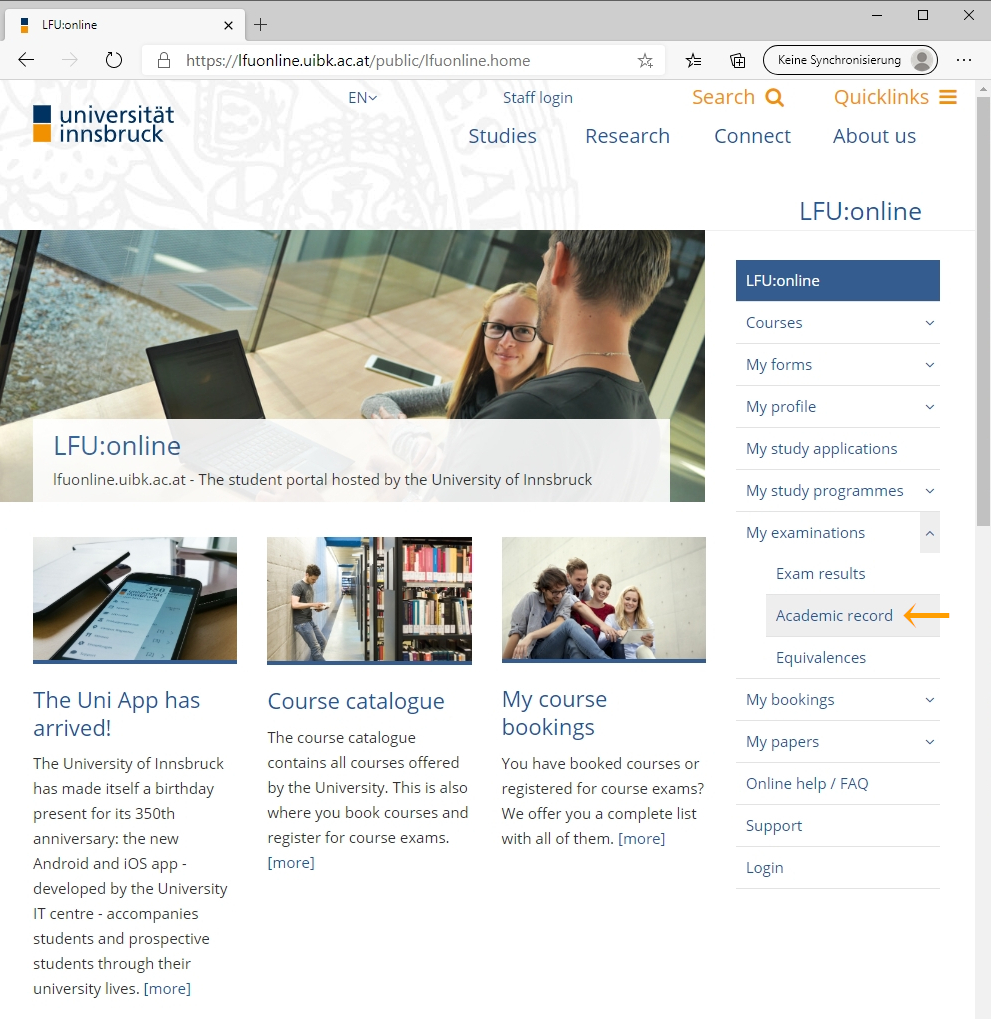 LFU:online
https://lfuonline.uibk.ac.at/public/lfuonline.home
Keine Synchronisierung
universität
innsbruck
EN
Staff login
Search
Quicklinks
Studies
Research
Connect
About us
LFU:online
LFU:online
lfuonline.uibk.ac.at - The student portal hosted by the University of Innsbruck
The Uni App has
arrived!
The University of Innsbruck
has made itself a birthday
present for its 350th
anniversary: the new
Android and iOS app -
developed by the University
IT centre - accompanies
students and prospective
students through their
university lives. [more]
Course catalogue
The course catalogue
contains all courses offered
by the University. This is also
where you book courses and
register for course exams.
[more]
My course
bookings
You have booked courses or
registered for course exams?
We offer you a complete list
with all of them. [more]
LFU:online
Courses
My forms
My profile
My study applications
My study programmes
My examinations
Exam results
Academic record
Equivalences
My bookings
My papers
Online help / FAQ
Support
Login